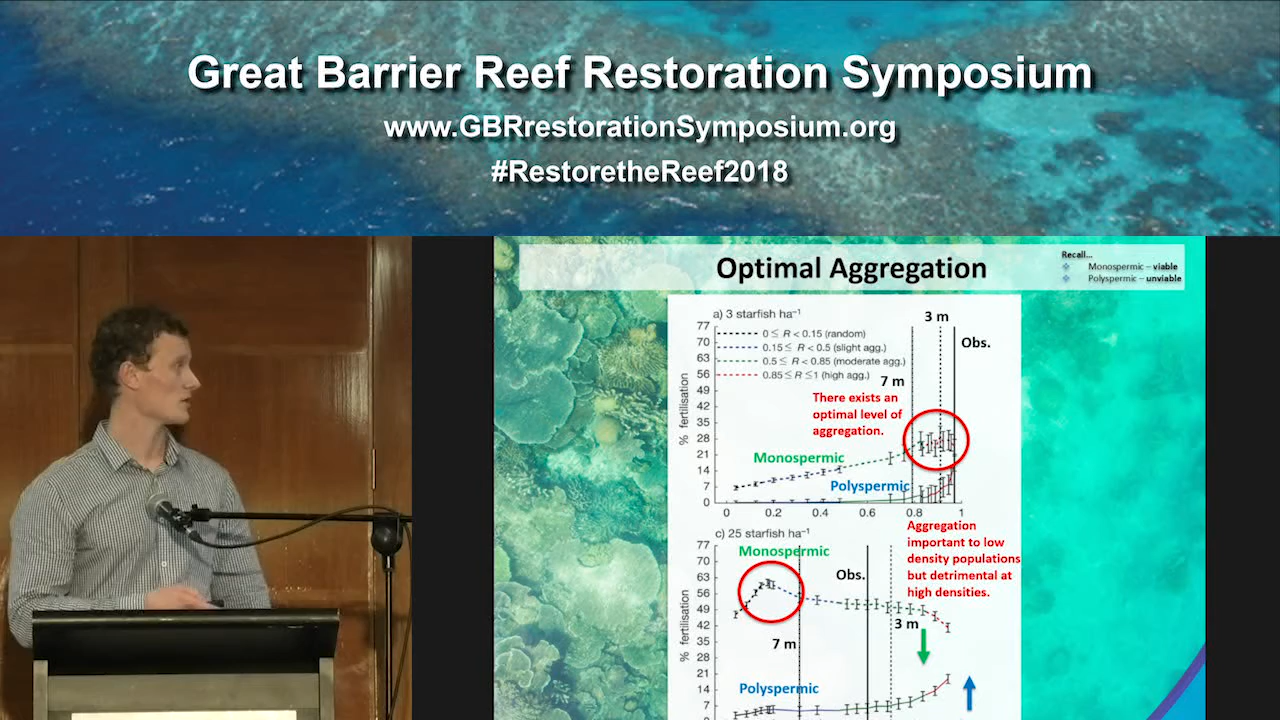 Great Barrier Reef Restoration Symposium
www.GBRrestorationSymposium.org
#RestoretheReef2018
Optimal Aggregation
Recall...
Monospermic – viable
Polyspermic – unviable
a) 3 starfish ha⁻¹
3 m
77
70
63
56
49
42
35
28
21
14
7
0
% fertilisation
0 ≤ R < 0.15 (random)
0.15 ≤ R < 0.5 (slight agg.)
0.5 ≤ R < 0.85 (moderate agg.)
0.85 ≤ R ≤ 1 (high agg.)
Obs.
7 m
There exists an
optimal level of
aggregation.
Monospermic
Polyspermic
0 0.2 0.4 0.6 0.8 1
Aggregation
important to low
density populations
but detrimental at
high densities.
c) 25 starfish ha⁻¹
77
70
63
56
49
42
35
28
21
14
7
% fertilisation
Monospermic
Obs.
3 m
7 m
Polyspermic